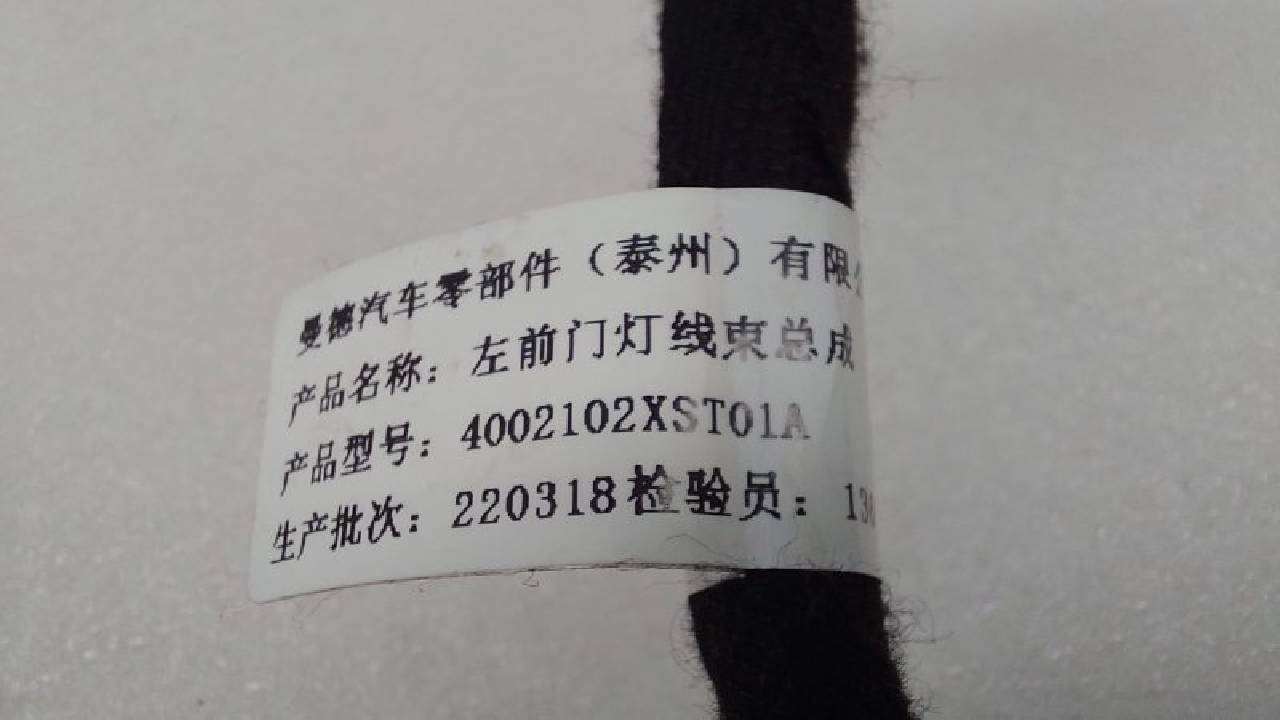 曼德汽车零部件（泰州）有限
产品名称：左前门灯线束总成
产品型号：4002102XST01A
生产批次：220318检验员：13